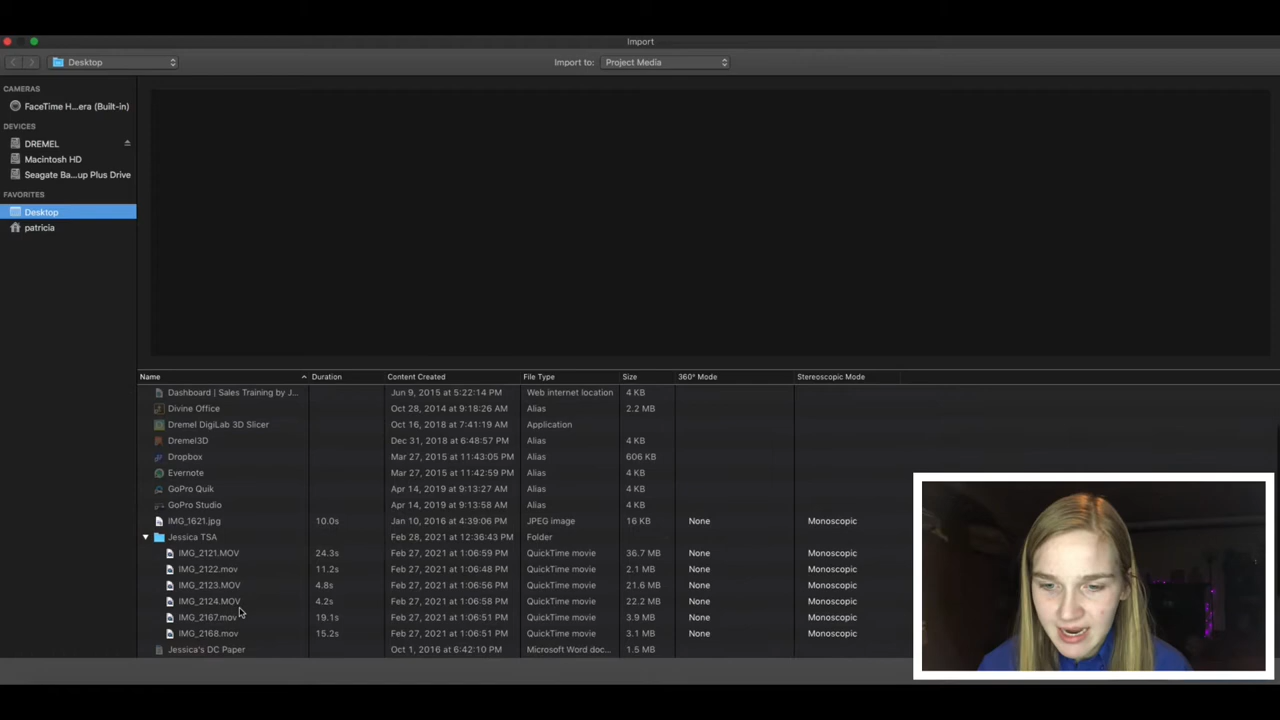 Import
Desktop
Import to: Project Media
CAMERAS
FaceTime H...era (Built-in)
DEVICES
DREMEL
Macintosh HD
Seagate Ba...up Plus Drive
FAVORITES
Desktop
patricia
Name Duration Content Created File Type Size 360° Mode Stereoscopic Mode
Dashboard | Sales Training by J... Jun 9, 2015 at 5:22:14 PM Web internet location 4 KB
Divine Office Oct 28, 2014 at 9:18:26 AM Alias 2.2 MB
Dremel DigiLab 3D Slicer Oct 16, 2018 at 7:41:19 AM Application
Dremel3D Dec 31, 2018 at 6:48:57 PM Alias 4 KB
Dropbox Mar 27, 2015 at 11:43:05 PM Alias 606 KB
Evernote Mar 27, 2015 at 11:42:59 PM Alias 4 KB
GoPro Quik Apr 14, 2019 at 9:13:27 AM Alias 4 KB
GoPro Studio Apr 14, 2019 at 9:13:58 AM Alias 4 KB
IMG_1621.jpg 10.0s Jan 10, 2016 at 4:39:06 PM JPEG image 16 KB None Monoscopic
Jessica TSA Feb 28, 2021 at 12:36:43 PM Folder
IMG_2121.MOV 24.3s Feb 27, 2021 at 1:06:59 PM QuickTime movie 36.7 MB None Monoscopic
IMG_2122.mov 11.2s Feb 27, 2021 at 1:06:48 PM QuickTime movie 2.1 MB None Monoscopic
IMG_2123.MOV 4.8s Feb 27, 2021 at 1:06:56 PM QuickTime movie 21.6 MB None Monoscopic
IMG_2124.MOV 4.2s Feb 27, 2021 at 1:06:58 PM QuickTime movie 22.2 MB None Monoscopic
IMG_2167.mov 19.1s Feb 27, 2021 at 1:06:51 PM QuickTime movie 3.9 MB None Monoscopic
IMG_2168.mov 15.2s Feb 27, 2021 at 1:06:50 PM QuickTime movie 3.1 MB None Monoscopic
Jessica's DC Paper Oct 1, 2016 at 6:42:10 PM Microsoft Word doc... 1.5 MB